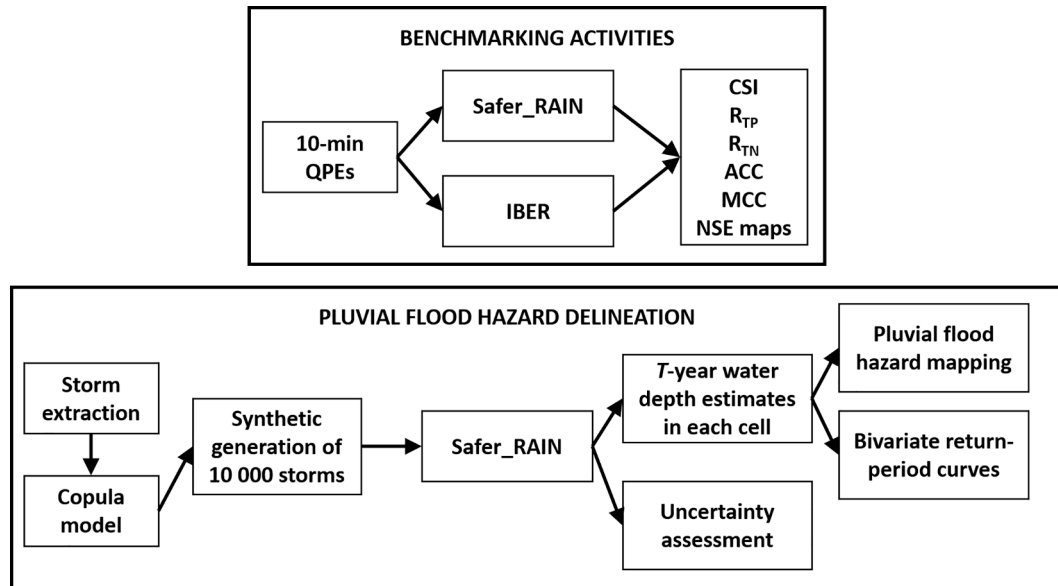 BENCHMARKING ACTIVITIES
10-min
QPEs
Safer_RAIN
IBER
CSI
R_TP
R_TN
ACC
MCC
NSE maps
PLUVIAL FLOOD HAZARD DELINEATION
Storm
extraction
Copula
model
Synthetic
generation of
10 000 storms
Safer_RAIN
T-year water
depth estimates
in each cell
Uncertainty
assessment
Pluvial flood
hazard mapping
Bivariate return-
period curves